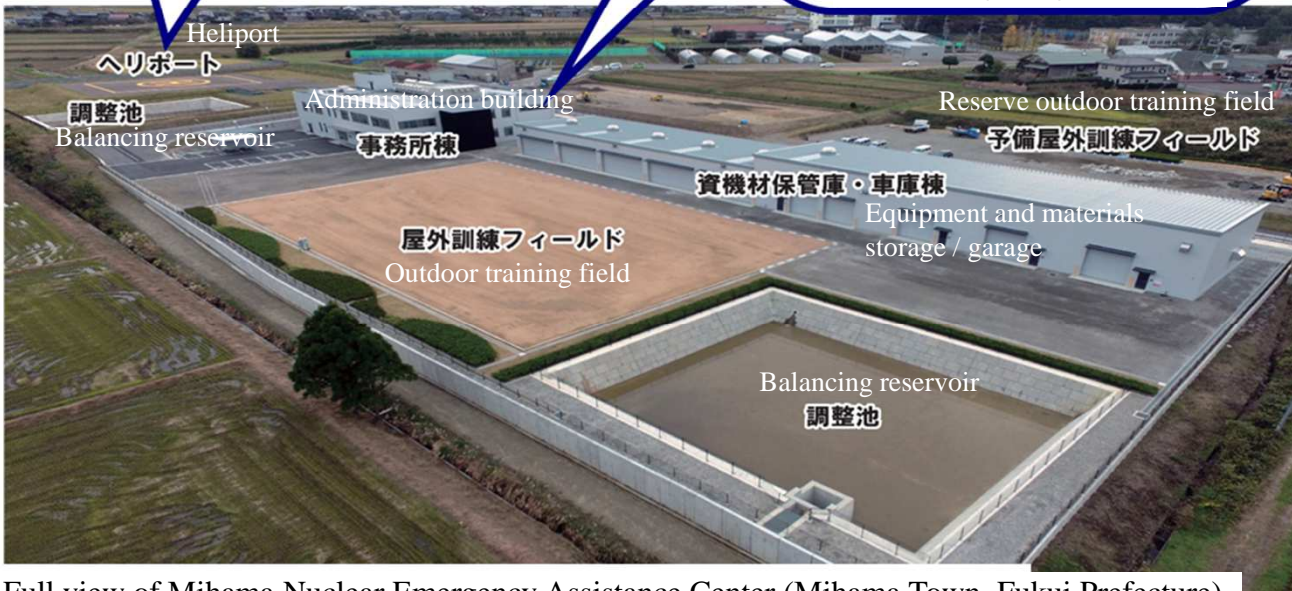 Heliport
ヘリポート
調整池
Balancing reservoir
Administration building
事務所棟
Reserve outdoor training field
予備屋外訓練フィールド
資機材保管庫・車庫棟
Equipment and materials
storage / garage
屋外訓練フィールド
Outdoor training field
Balancing reservoir
調整池
Full view of Mihama Nuclear Emergency Assistance Center (Mihama Town, Fukui Prefecture)